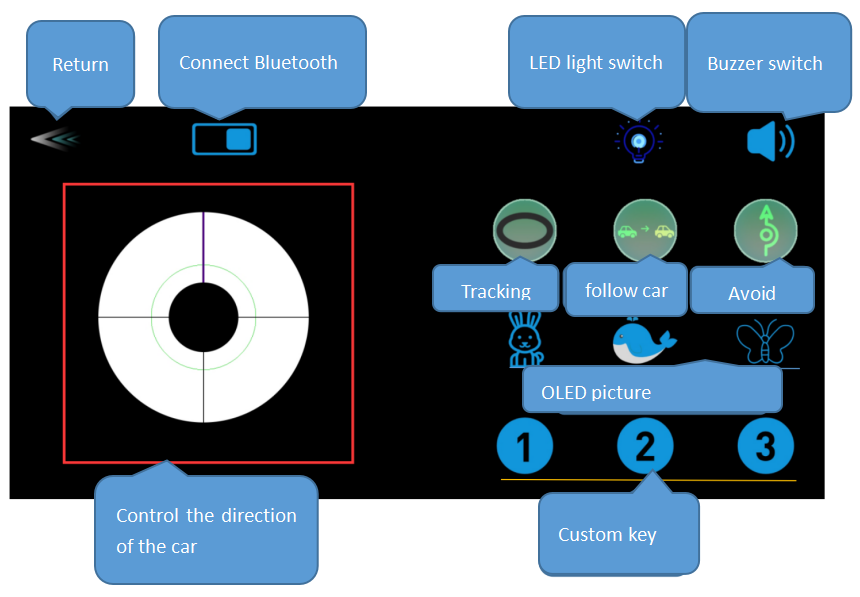 Return
Connect Bluetooth
LED light switch
Buzzer switch
Tracking
follow car
Avoid
OLED picture
1
2
3
Control the direction
of the car
Custom key